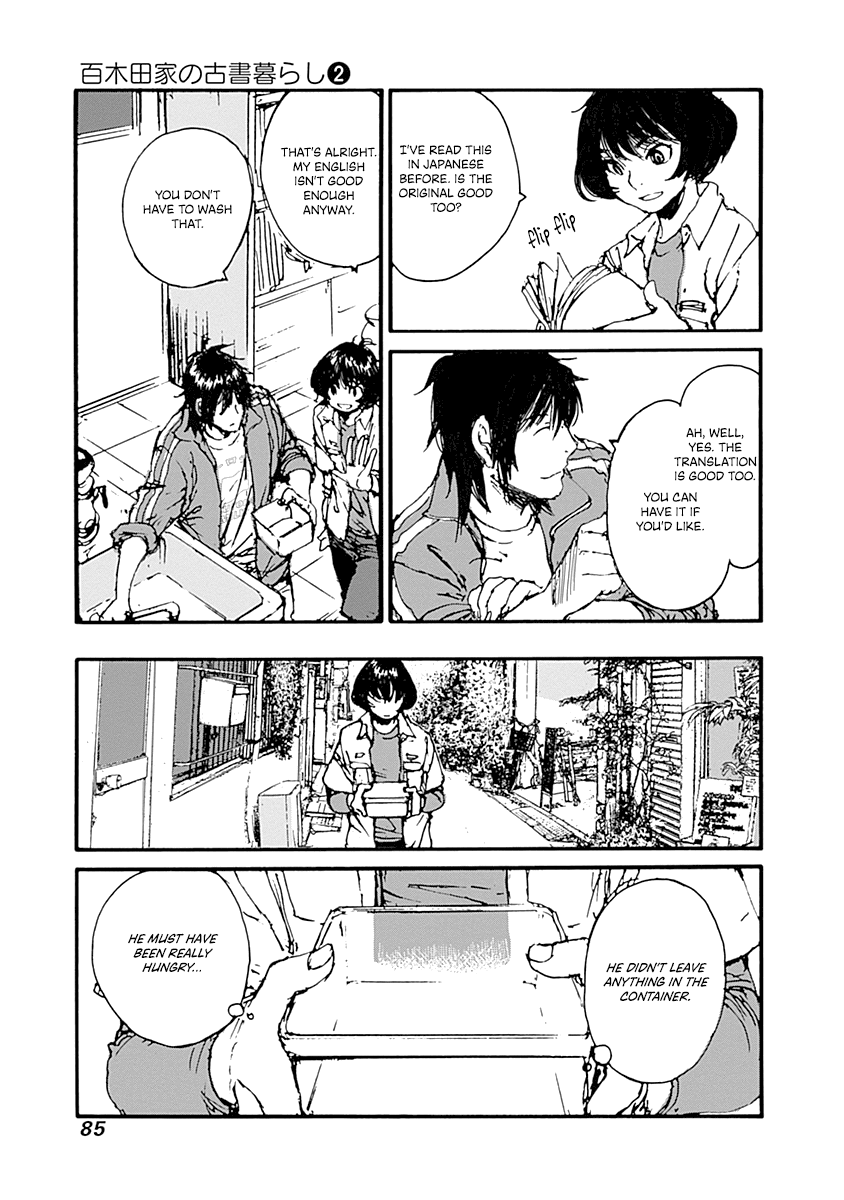 百木田家の古書暮らし❷
I'VE READ THIS
IN JAPANESE
BEFORE. IS THE
ORIGINAL GOOD
TOO?
flip flip
AH, WELL,
YES. THE
TRANSLATION
IS GOOD TOO.
YOU CAN
HAVE IT IF
YOU'D LIKE.
THAT'S ALRIGHT.
MY ENGLISH
ISN'T GOOD
ENOUGH
ANYWAY.
YOU DON'T
HAVE TO WASH
THAT.
HE DIDN'T LEAVE
ANYTHING IN THE
CONTAINER.
HE MUST HAVE
BEEN REALLY
HUNGRY...
85